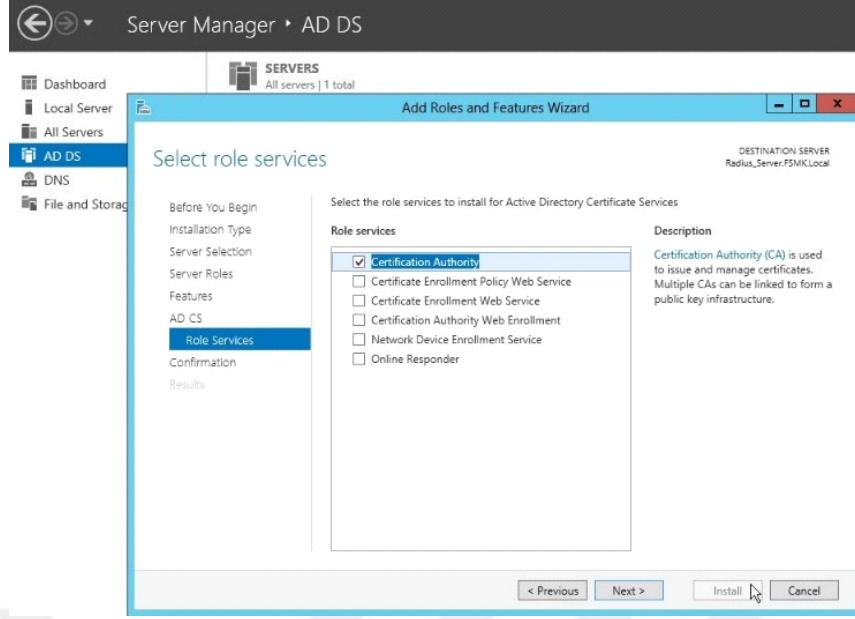 Server Manager ‣ AD DS
SERVERS
All servers | 1 total
Dashboard
Local Server
All Servers
AD DS
DNS
File and Storag
Add Roles and Features Wizard
Select role services
DESTINATION SERVER
Radius_Server.FSMK.Local
Before You Begin
Installation Type
Server Selection
Server Roles
Features
AD CS
Role Services
Confirmation
Results
Select the role services to install for Active Directory Certificate Services
Role services
Certification Authority
Certificate Enrollment Policy Web Service
Certificate Enrollment Web Service
Certification Authority Web Enrollment
Network Device Enrollment Service
Online Responder
Description
Certification Authority (CA) is used
to issue and manage certificates.
Multiple CAs can be linked to form a
public key infrastructure.
< Previous
Next >
Install
Cancel